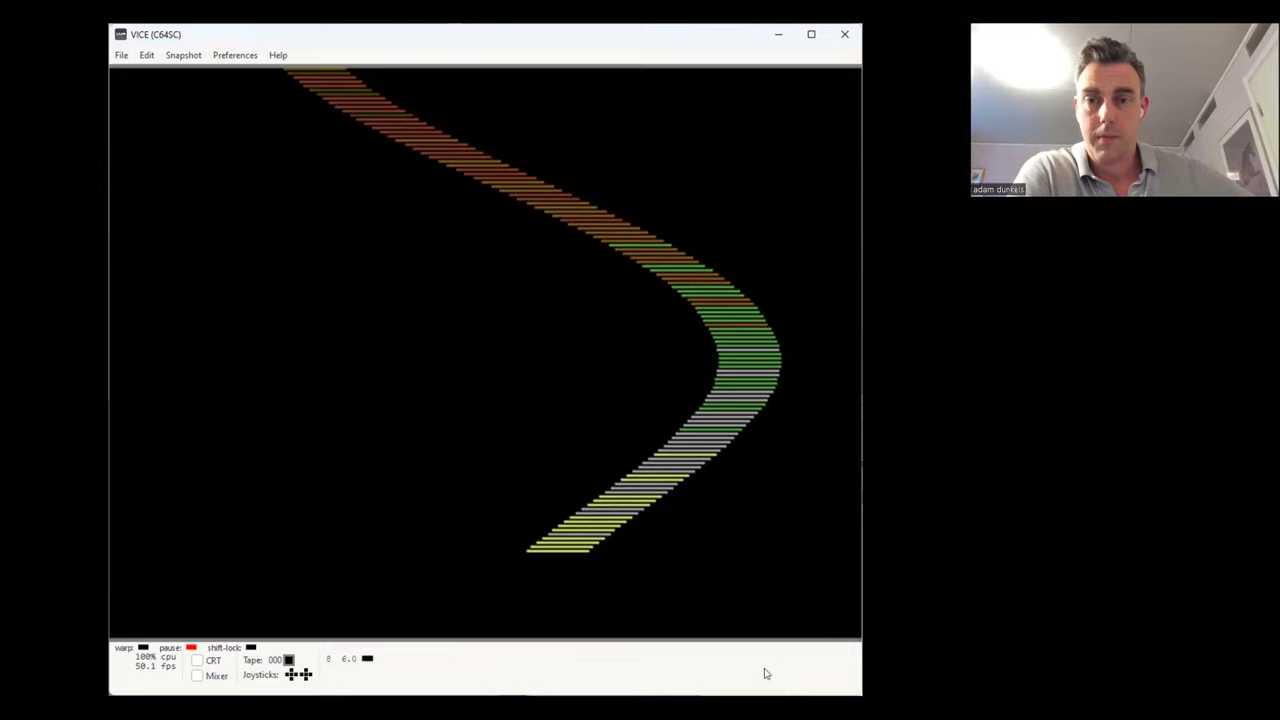 VICE (C64SC)
File Edit Snapshot Preferences Help
adam dunkels
warp: pause: shift-lock:
100% cpu
50.1 fps
CRT
Mixer
Tape: 000
Joysticks:
8 6.0